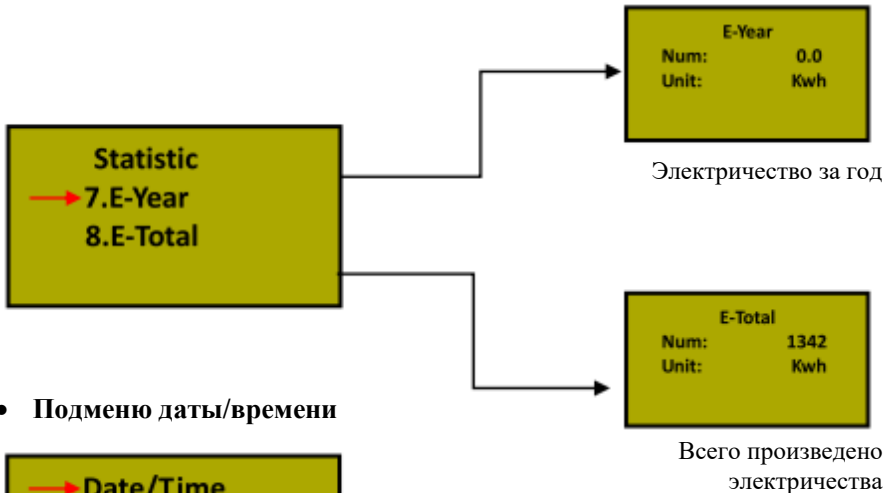 E-Year
Num: 0.0
Unit: Kwh
Электричество за год
Statistic
7.E-Year
8.E-Total
E-Total
Num: 1342
Unit: Kwh
Всего произведено
электричества
• Подменю даты/времени
Date/Time